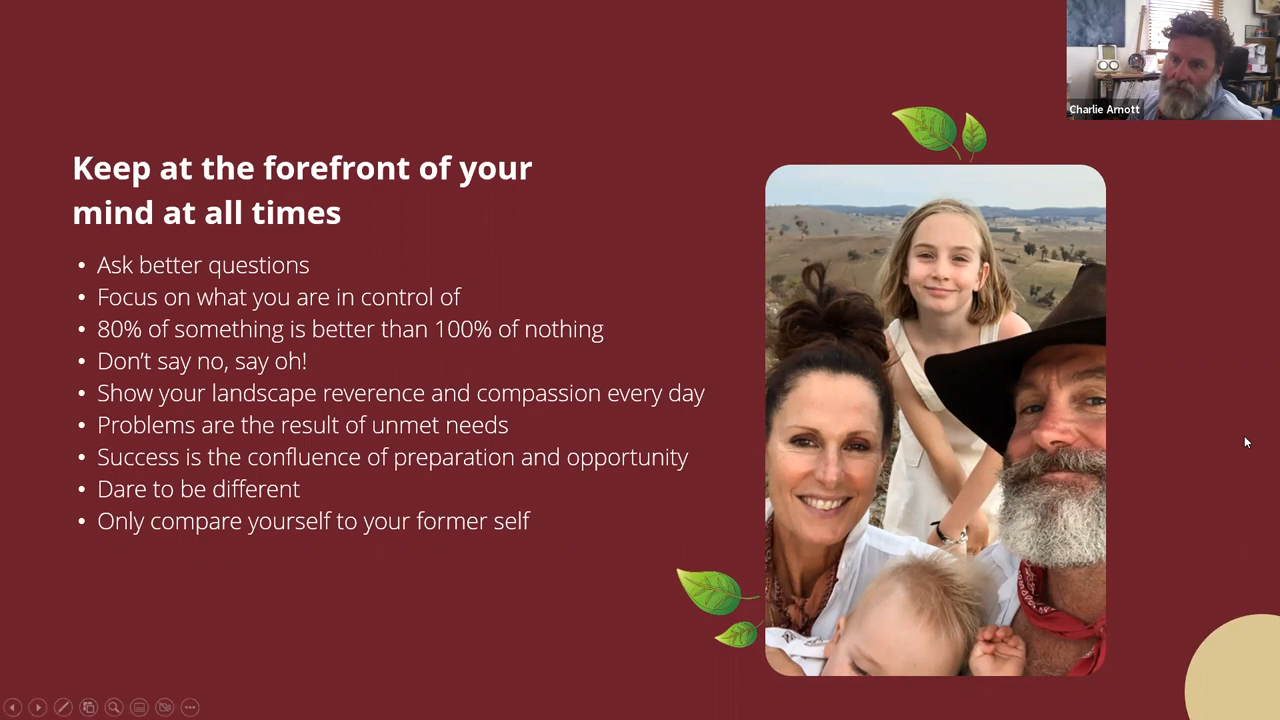 Charlie Arnott
Keep at the forefront of your
mind at all times
• Ask better questions
• Focus on what you are in control of
• 80% of something is better than 100% of nothing
• Don’t say no, say oh!
• Show your landscape reverence and compassion every day
• Problems are the result of unmet needs
• Success is the confluence of preparation and opportunity
• Dare to be different
• Only compare yourself to your former self